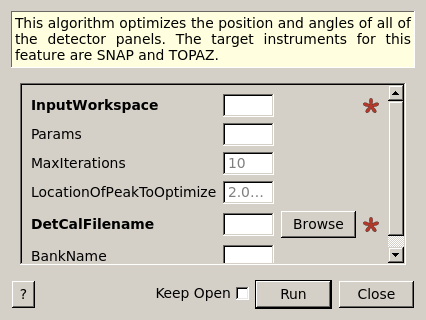 This algorithm optimizes the position and angles of all of
the detector panels. The target instruments for this
feature are SNAP and TOPAZ.
InputWorkspace *
Params
MaxIterations 10
LocationOfPeakToOptimize 2.0...
DetCalFilename Browse *
BankName
? Keep Open Run Close